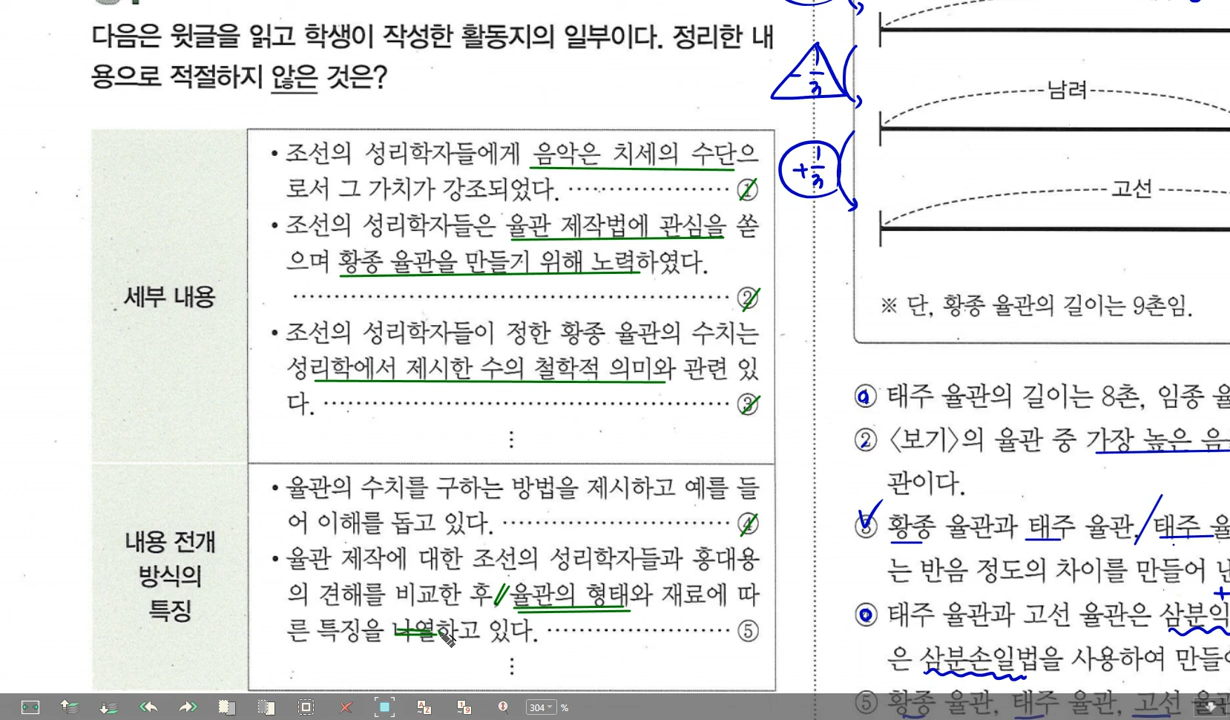 다음은 윗글을 읽고 학생이 작성한 활동지의 일부이다. 정리한 내
용으로 적절하지 않은 것은?
세부 내용
• 조선의 성리학자들에게 음악은 치세의 수단으
로서 그 가치가 강조되었다. ···················· ①
• 조선의 성리학자들은 율관 제작법에 관심을 쏟
으며 황종 율관을 만들기 위해 노력하였다.
······················································ ②
• 조선의 성리학자들이 정한 황종 율관의 수치는
성리학에서 제시한 수의 철학적 의미와 관련 있
다. ·················································· ③
⋮
내용 전개
방식의
특징
• 율관의 수치를 구하는 방법을 제시하고 예를 들
어 이해를 돕고 있다. ···························· ④
• 율관 제작에 대한 조선의 성리학자들과 홍대용
의 견해를 비교한 후, 율관의 형태와 재료에 따
른 특징을 나열하고 있다. ······················ ⑤
⋮
- 1/3
+ 1/3
남려
고선
※ 단, 황종 율관의 길이는 9촌임.
① 태주 율관의 길이는 8촌, 임종 율
② 〈보기〉의 율관 중 가장 높은 음
관이다.
③ 황종 율관과 태주 율관, 태주 율
는 반음 정도의 차이를 만들어 낸
+
④ 태주 율관과 고선 율관은 삼분익
은 삼분손일법을 사용하여 만들어
⑤ 황종 율관, 태주 율관, 고선 율관
304 %